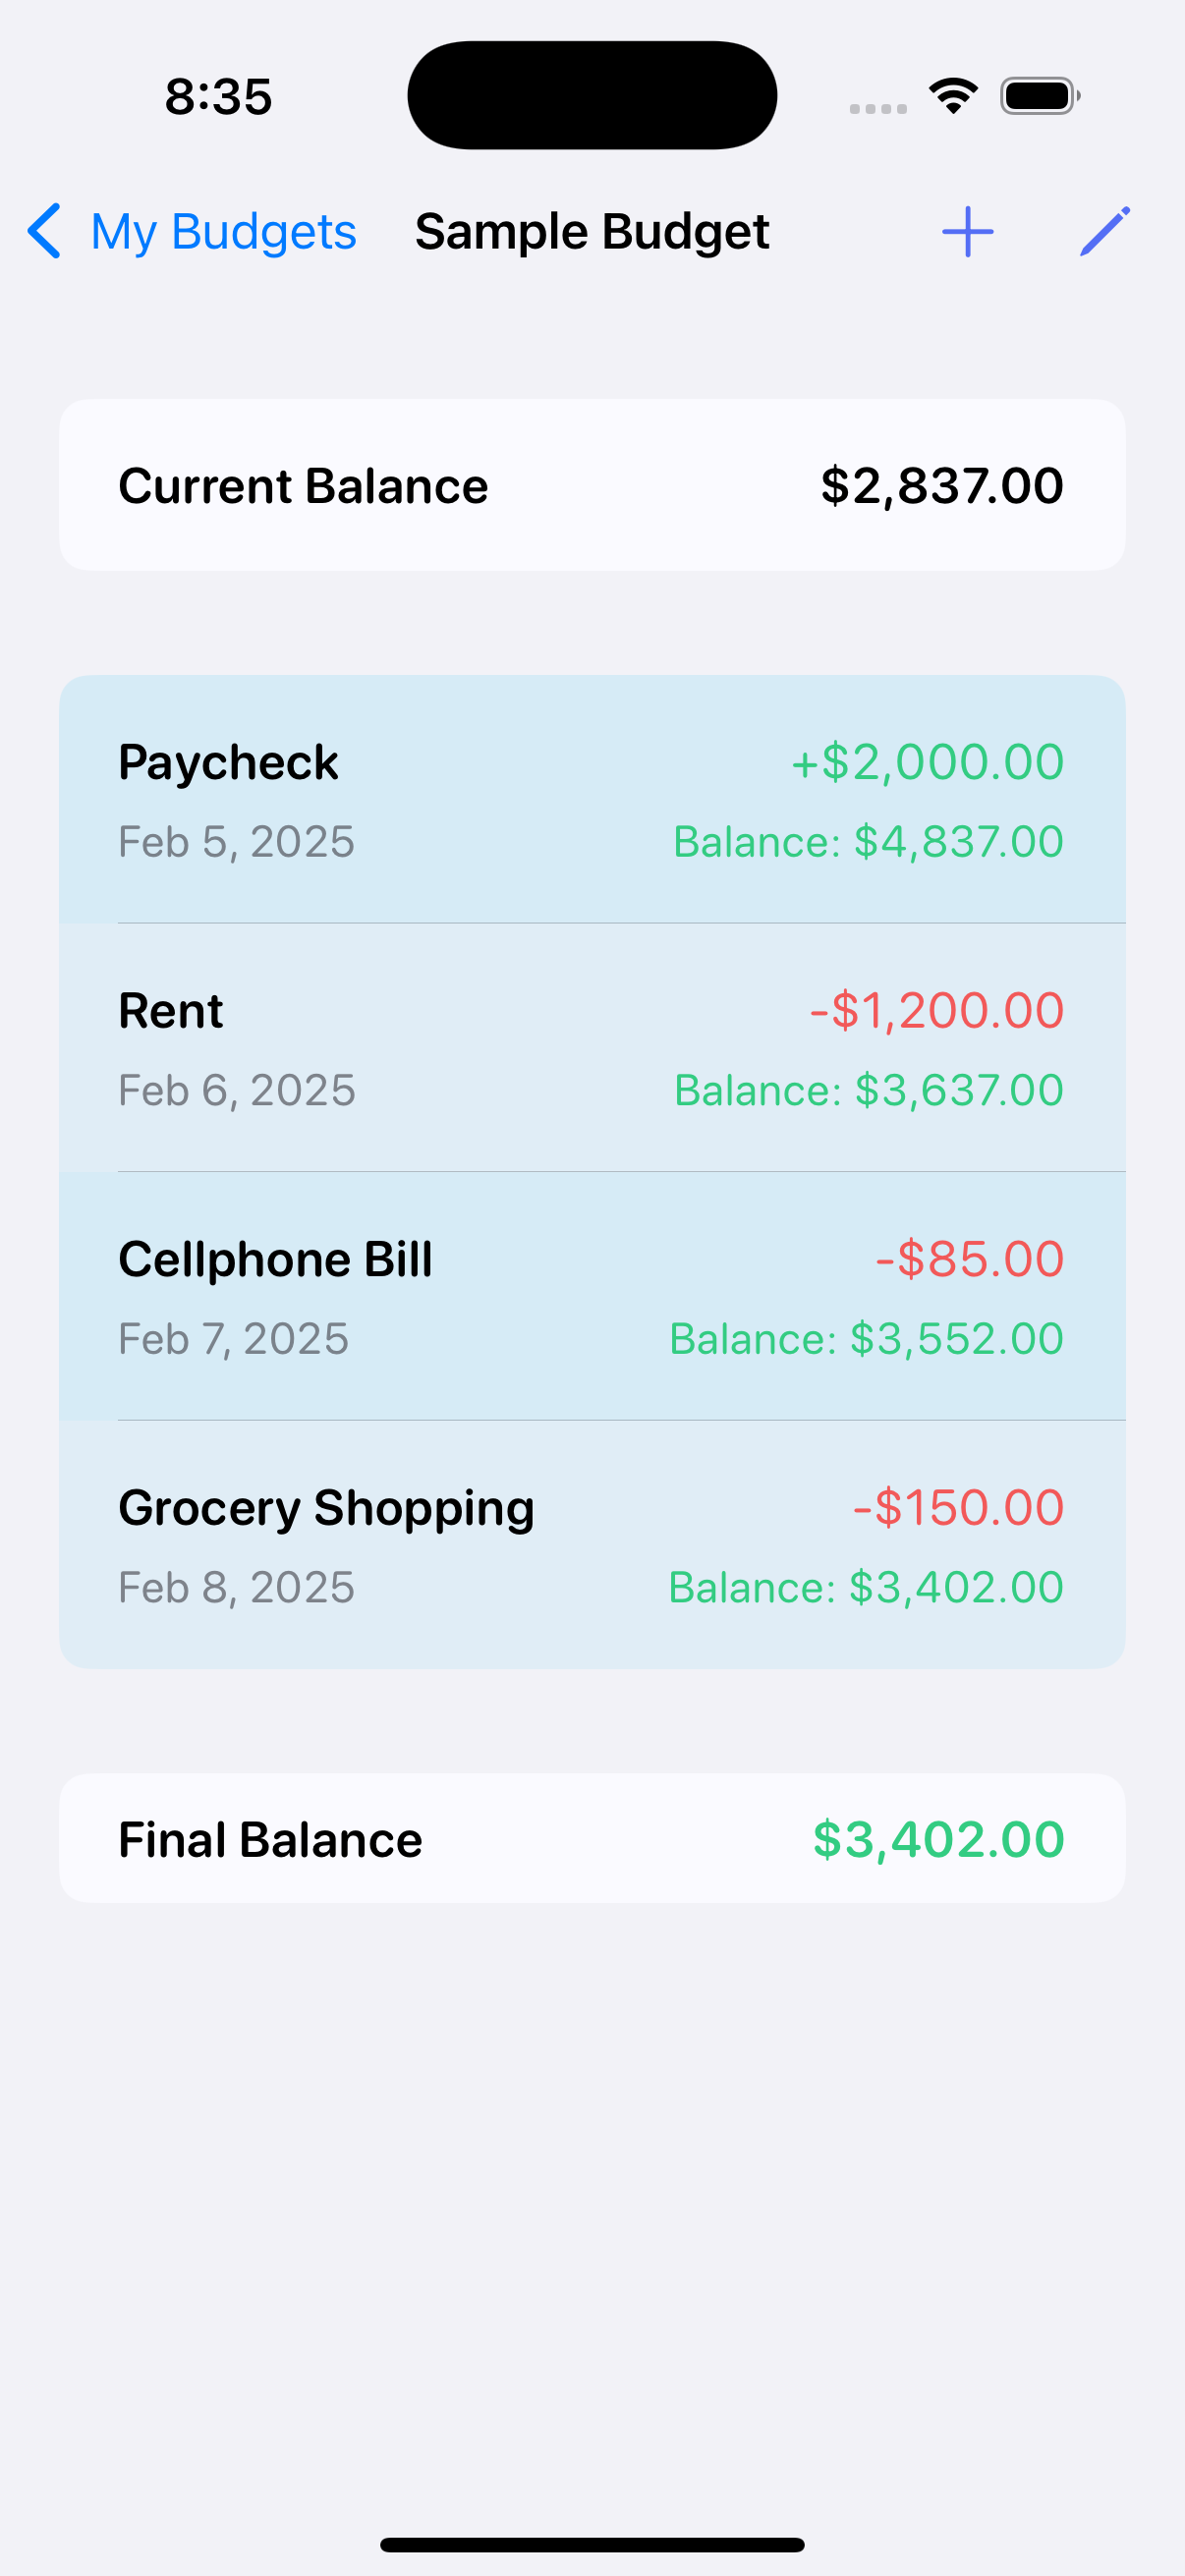 8:35
My Budgets Sample Budget
Current Balance $2,837.00
Paycheck +$2,000.00
Feb 5, 2025 Balance: $4,837.00
Rent -$1,200.00
Feb 6, 2025 Balance: $3,637.00
Cellphone Bill -$85.00
Feb 7, 2025 Balance: $3,552.00
Grocery Shopping -$150.00
Feb 8, 2025 Balance: $3,402.00
Final Balance $3,402.00